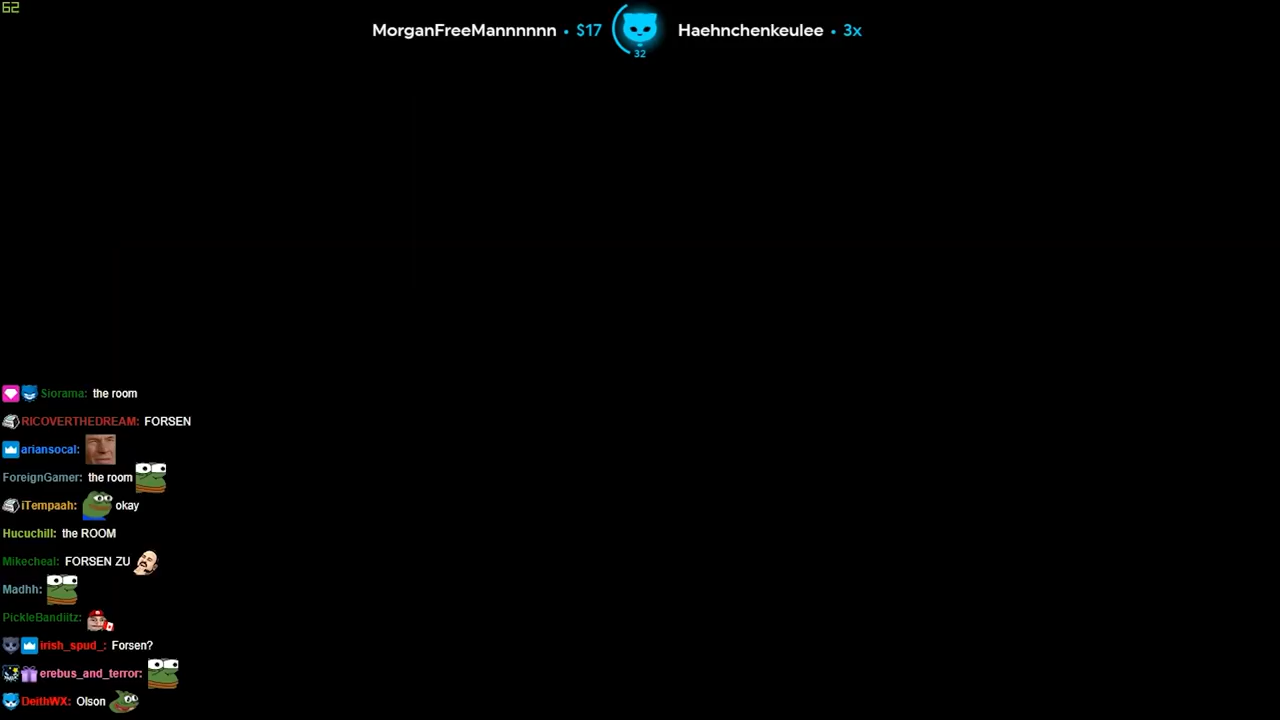 62
MorganFreeMannnnnn • $17
32
Haehnchenkeulee • 3x
Siorama: the room
RICOVERTHEDREAM: FORSEN
ariansocal:
ForeignGamer: the room
iTempaah: okay
Hucuchill: the ROOM
Mikecheal: FORSEN ZU
Madhh:
PickleBandiitz:
irish_spud_: Forsen?
erebus_and_terror:
DeithWX: Olson